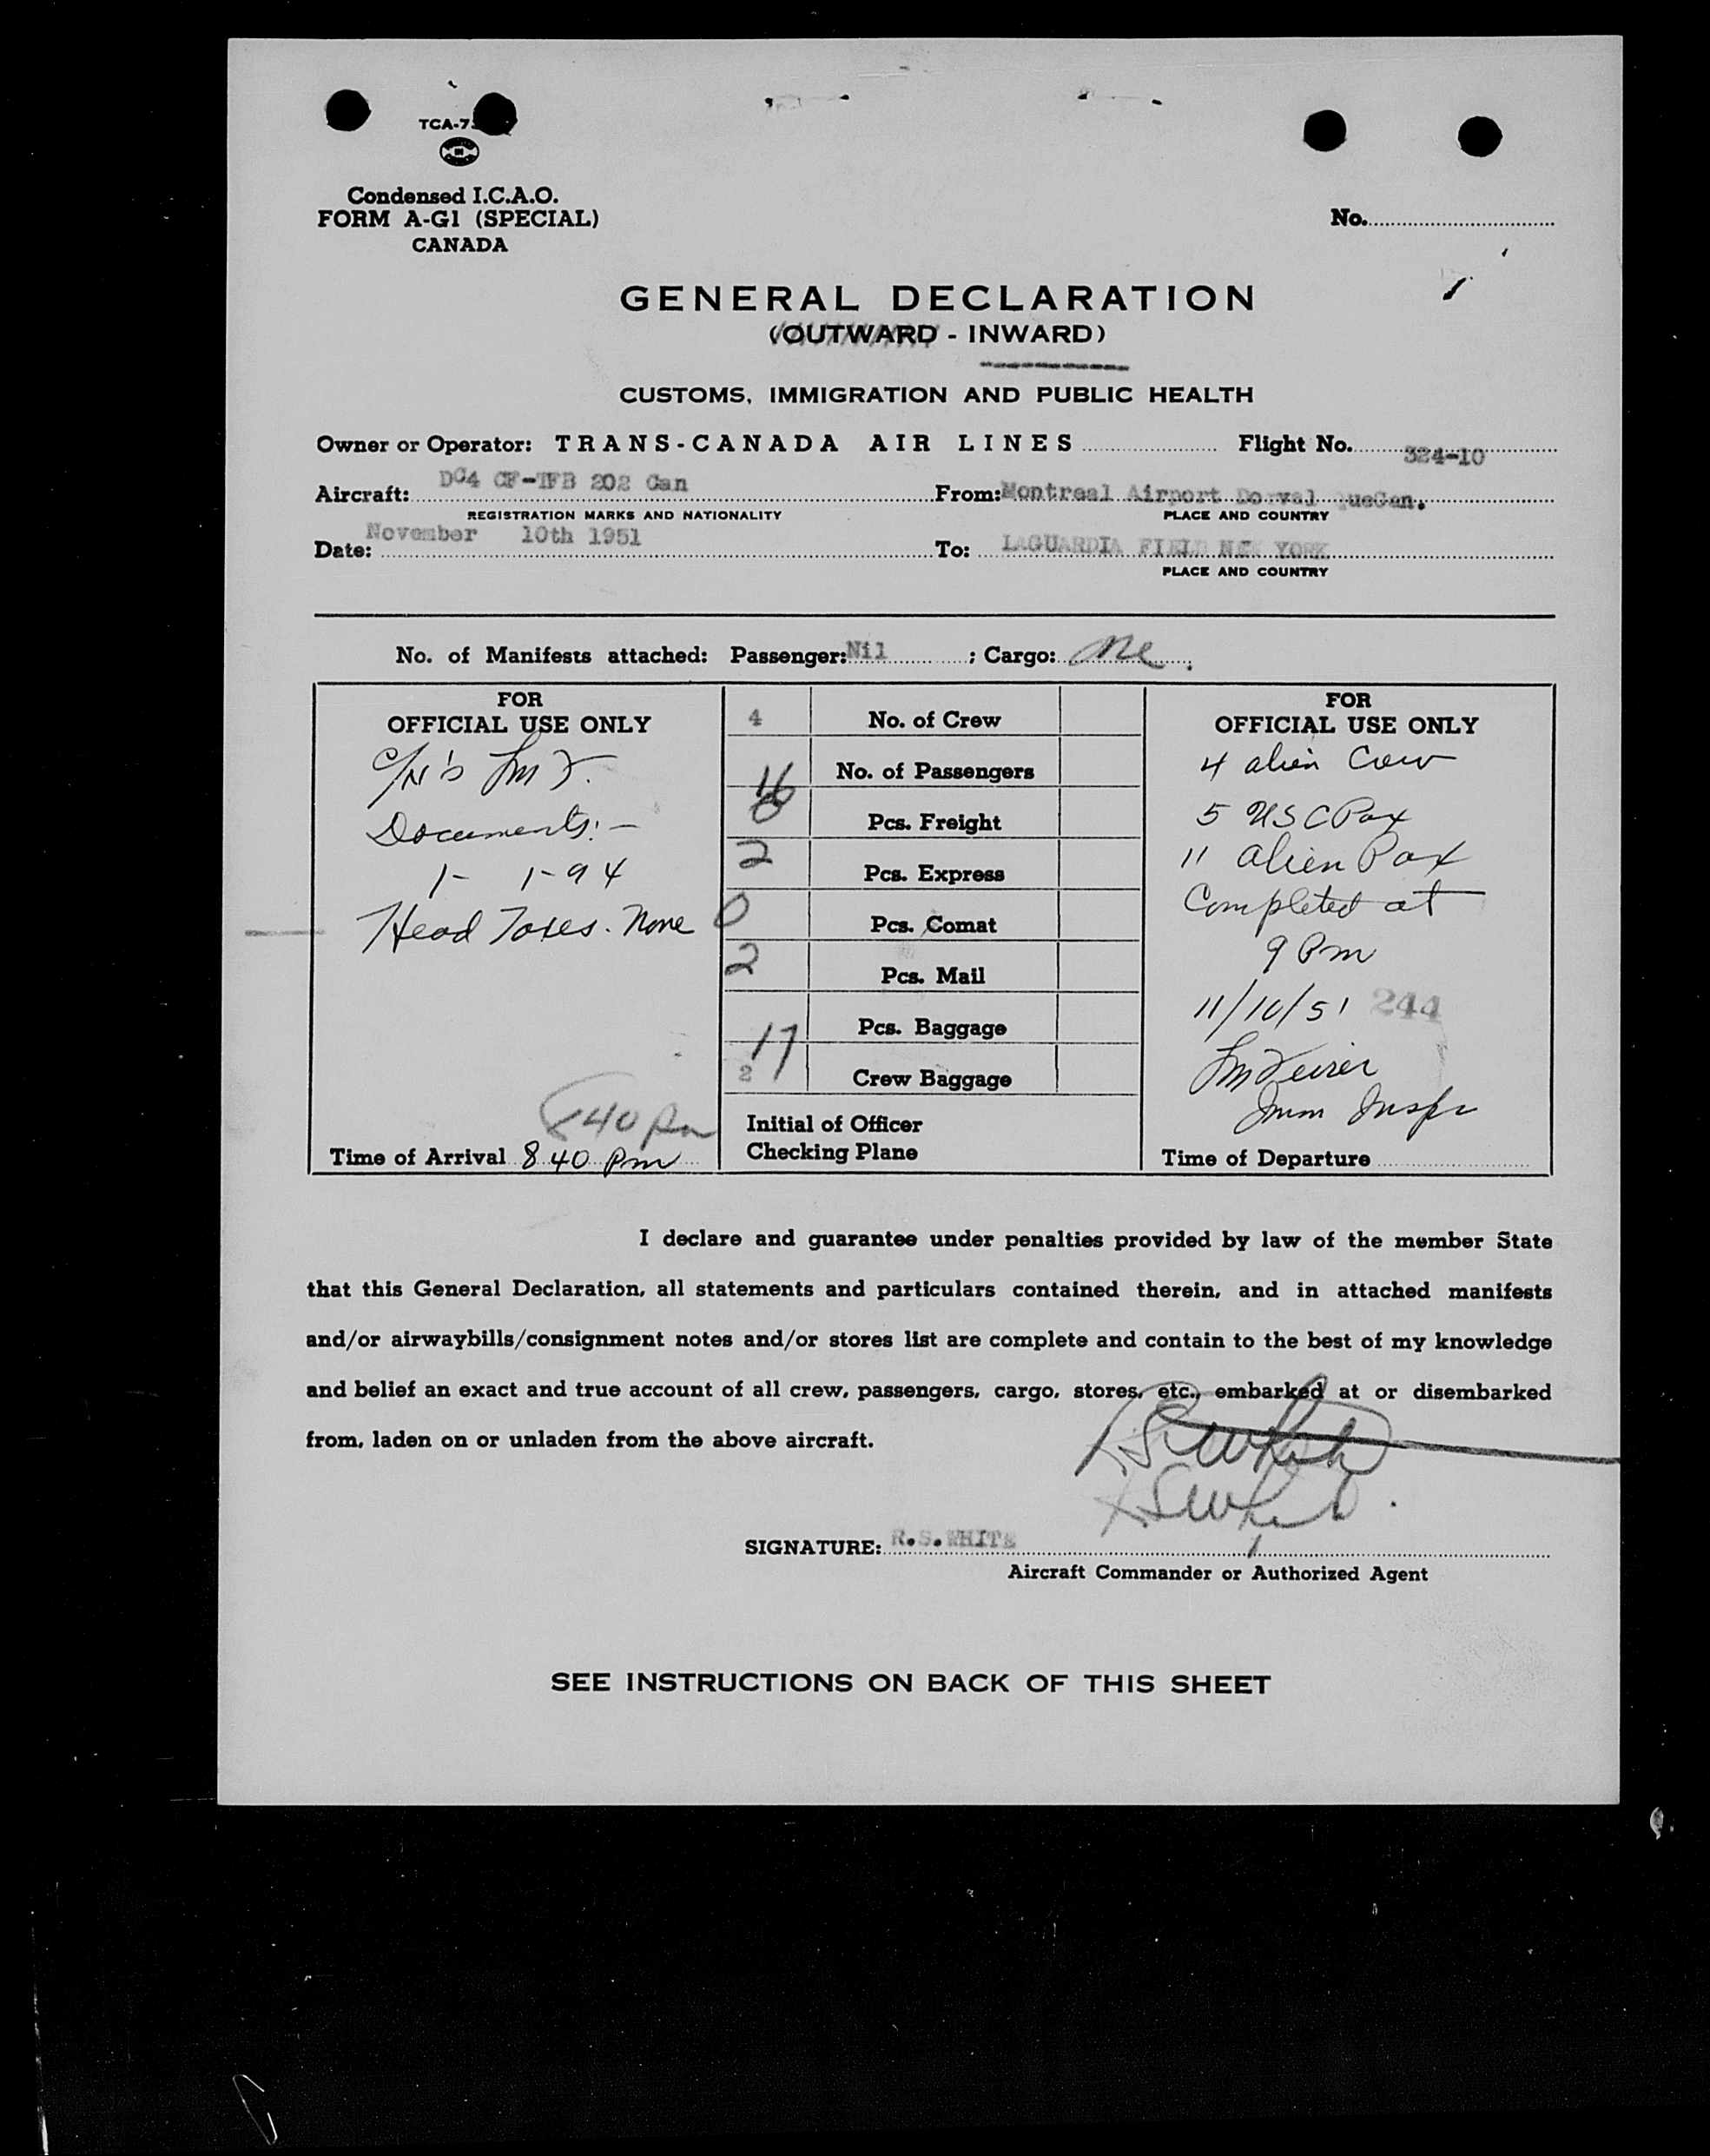 TCA-7
Condensed I.C.A.O.
FORM A-G1 (SPECIAL)
CANADA
No.
GENERAL DECLARATION
(OUTWARD - INWARD)
CUSTOMS, IMMIGRATION AND PUBLIC HEALTH
Owner or Operator: TRANS-CANADA AIR LINES Flight No. 324-10
Aircraft: DC4 CF-TFB 202 Can From: Montreal Airport Dorval QueCan.
REGISTRATION MARKS AND NATIONALITY PLACE AND COUNTRY
Date: November 10th 1951 To: LAGUARDIA FIELD NEW YORK
PLACE AND COUNTRY
No. of Manifests attached: Passenger: Nil ; Cargo: One.
FOR
OFFICIAL USE ONLY
C/N's
Documents:-
1- 1-94
Head Taxes. None
840 Pm
Time of Arrival 8 40 Pm
4 No. of Crew
16 No. of Passengers
Pcs. Freight
2 Pcs. Express
0 Pcs. Comat
2 Pcs. Mail
17 Pcs. Baggage
2 Crew Baggage
Initial of Officer
Checking Plane
FOR
OFFICIAL USE ONLY
4 alien Crew
5 USC Pax
11 alien Pax
Completed at
9 Pm
11/10/51 244
Imm Inspr
Time of Departure
I declare and guarantee under penalties provided by law of the member State
that this General Declaration, all statements and particulars contained therein, and in attached manifests
and/or airwaybills/consignment notes and/or stores list are complete and contain to the best of my knowledge
and belief an exact and true account of all crew, passengers, cargo, stores, etc., embarked at or disembarked
from, laden on or unladen from the above aircraft.
RSWhite
RSWhite
SIGNATURE: R.S.WHITE
Aircraft Commander or Authorized Agent
SEE INSTRUCTIONS ON BACK OF THIS SHEET